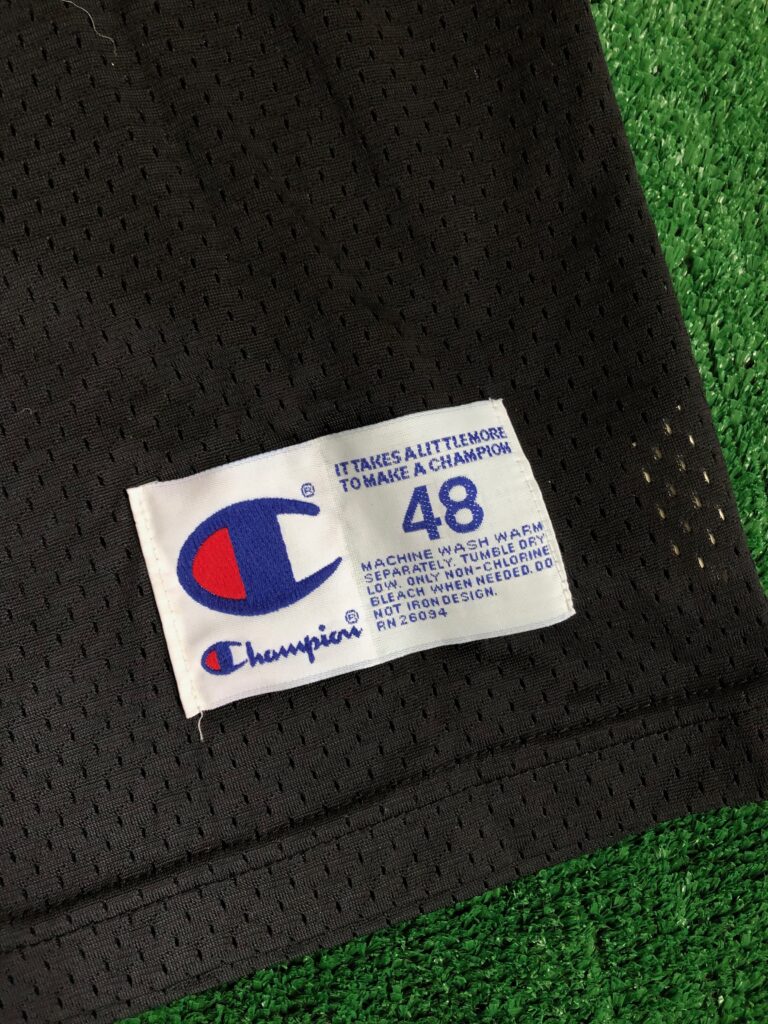 ®
Champion®
IT TAKES A LITTLE MORE
TO MAKE A CHAMPION
48
MACHINE WASH WARM
SEPARATELY. TUMBLE DRY
LOW. ONLY NON-CHLORINE
BLEACH WHEN NEEDED. DO
NOT IRON DESIGN.
RN 26094